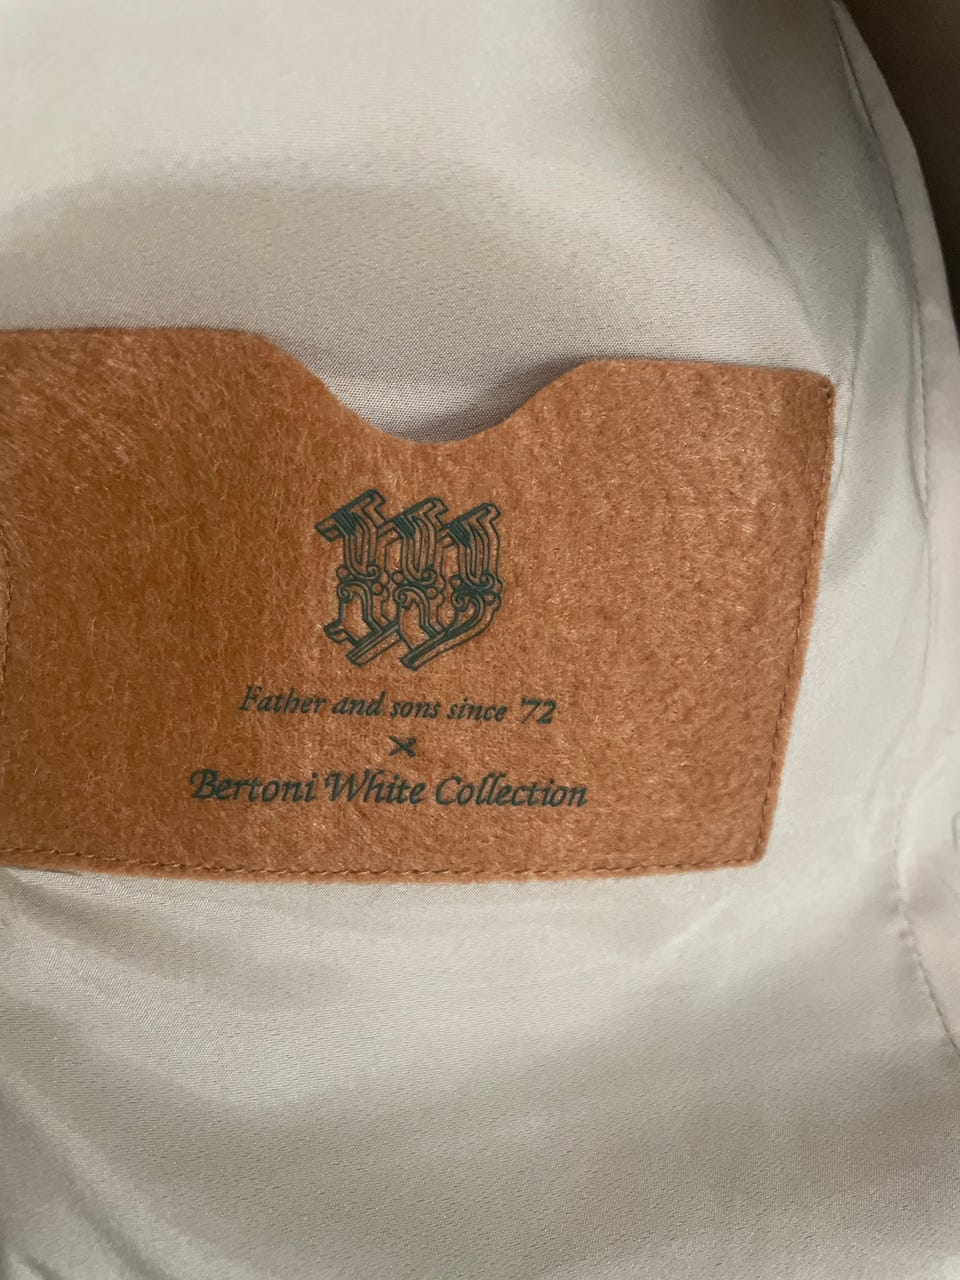 W
Father and sons since '72
Bertoni White Collection